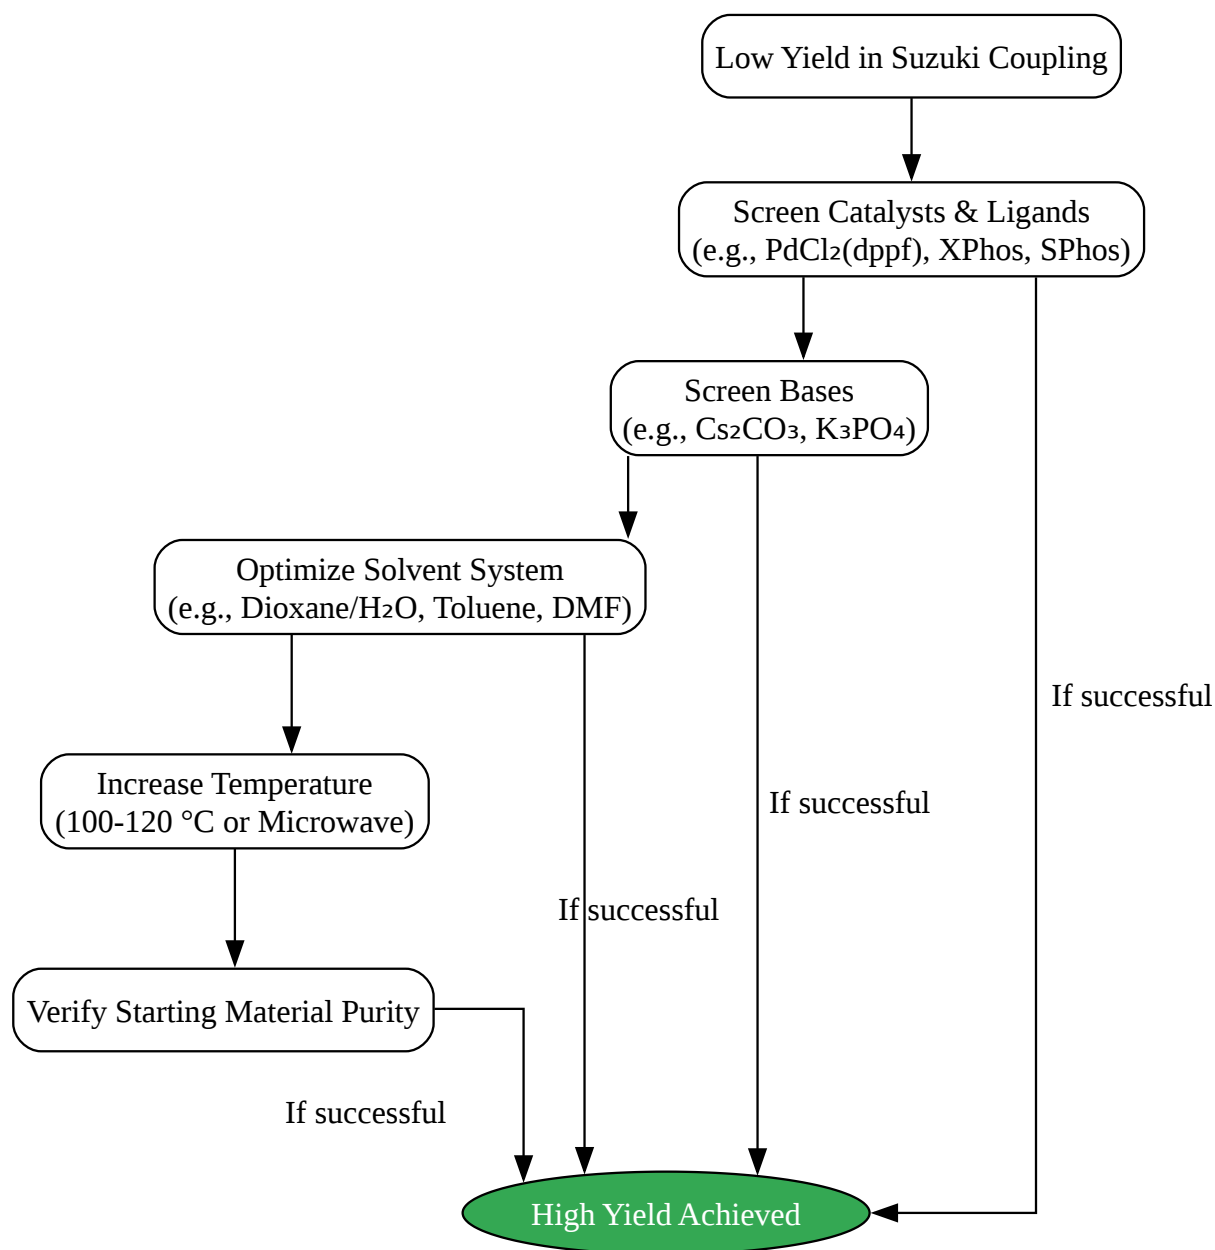 Low Yield in Suzuki Coupling
Screen Catalysts & Ligands
(e.g., PdCl₂(dppf), XPhos, SPhos)
Screen Bases
(e.g., Cs₂CO₃, K₃PO₄)
Optimize Solvent System
(e.g., Dioxane/H₂O, Toluene, DMF)
If successful
Increase Temperature
(100-120 °C or Microwave)
If successful
If successful
Verify Starting Material Purity
If successful
High Yield Achieved